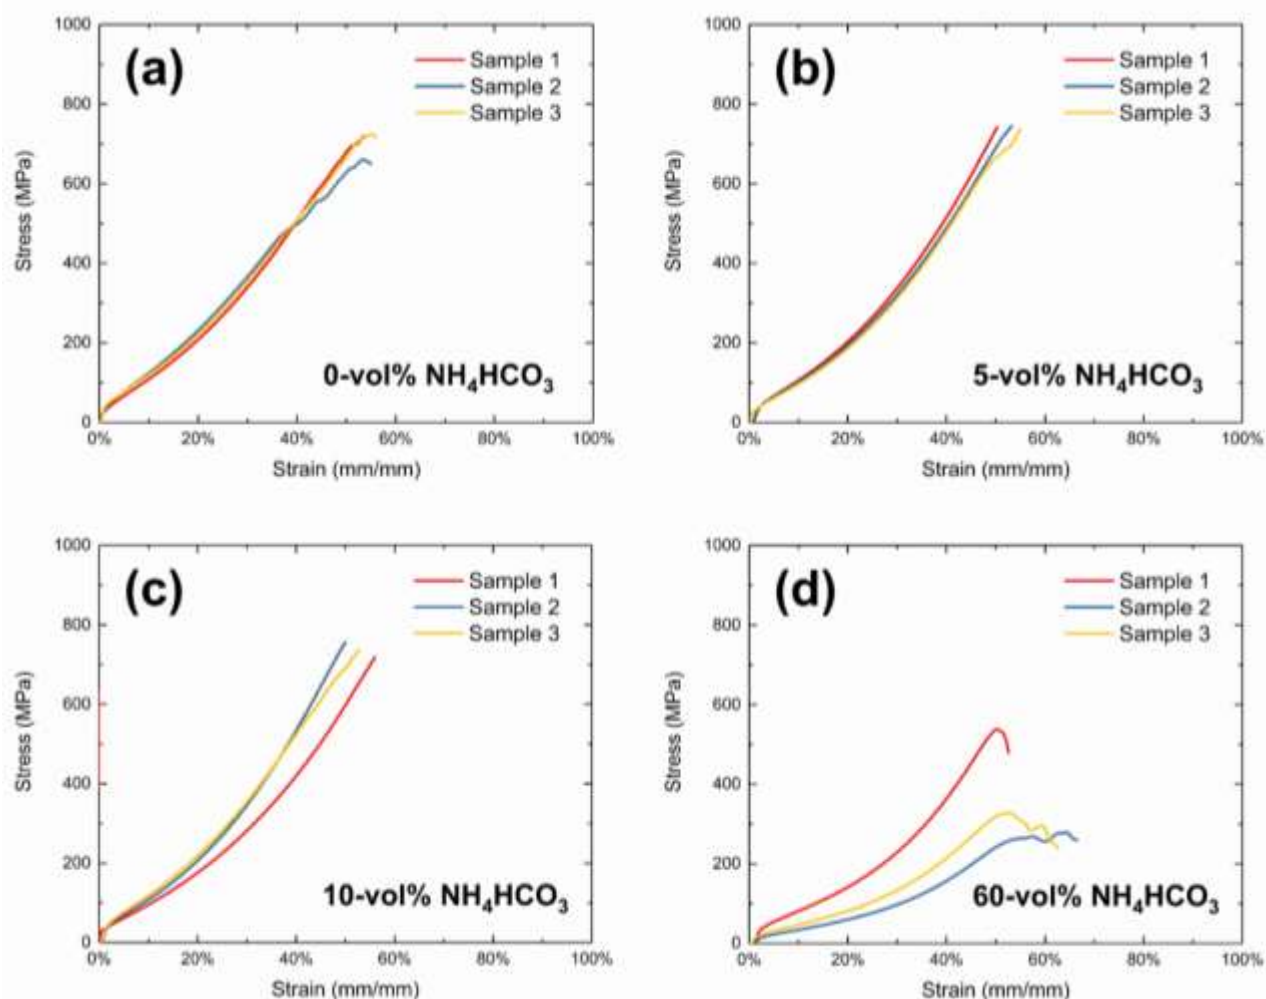 (a)
Sample 1
Sample 2
Sample 3
1000
800
600
400
200
0
Stress (MPa)
0-vol% NH₄HCO₃
0% 20% 40% 60% 80% 100%
Strain (mm/mm)
(b)
Sample 1
Sample 2
Sample 3
1000
800
600
400
200
0
Stress (MPa)
5-vol% NH₄HCO₃
0% 20% 40% 60% 80% 100%
Strain (mm/mm)
(c)
Sample 1
Sample 2
Sample 3
1000
800
600
400
200
0
Stress (MPa)
10-vol% NH₄HCO₃
0% 20% 40% 60% 80% 100%
Strain (mm/mm)
(d)
Sample 1
Sample 2
Sample 3
1000
800
600
400
200
0
Stress (MPa)
60-vol% NH₄HCO₃
0% 20% 40% 60% 80% 100%
Strain (mm/mm)